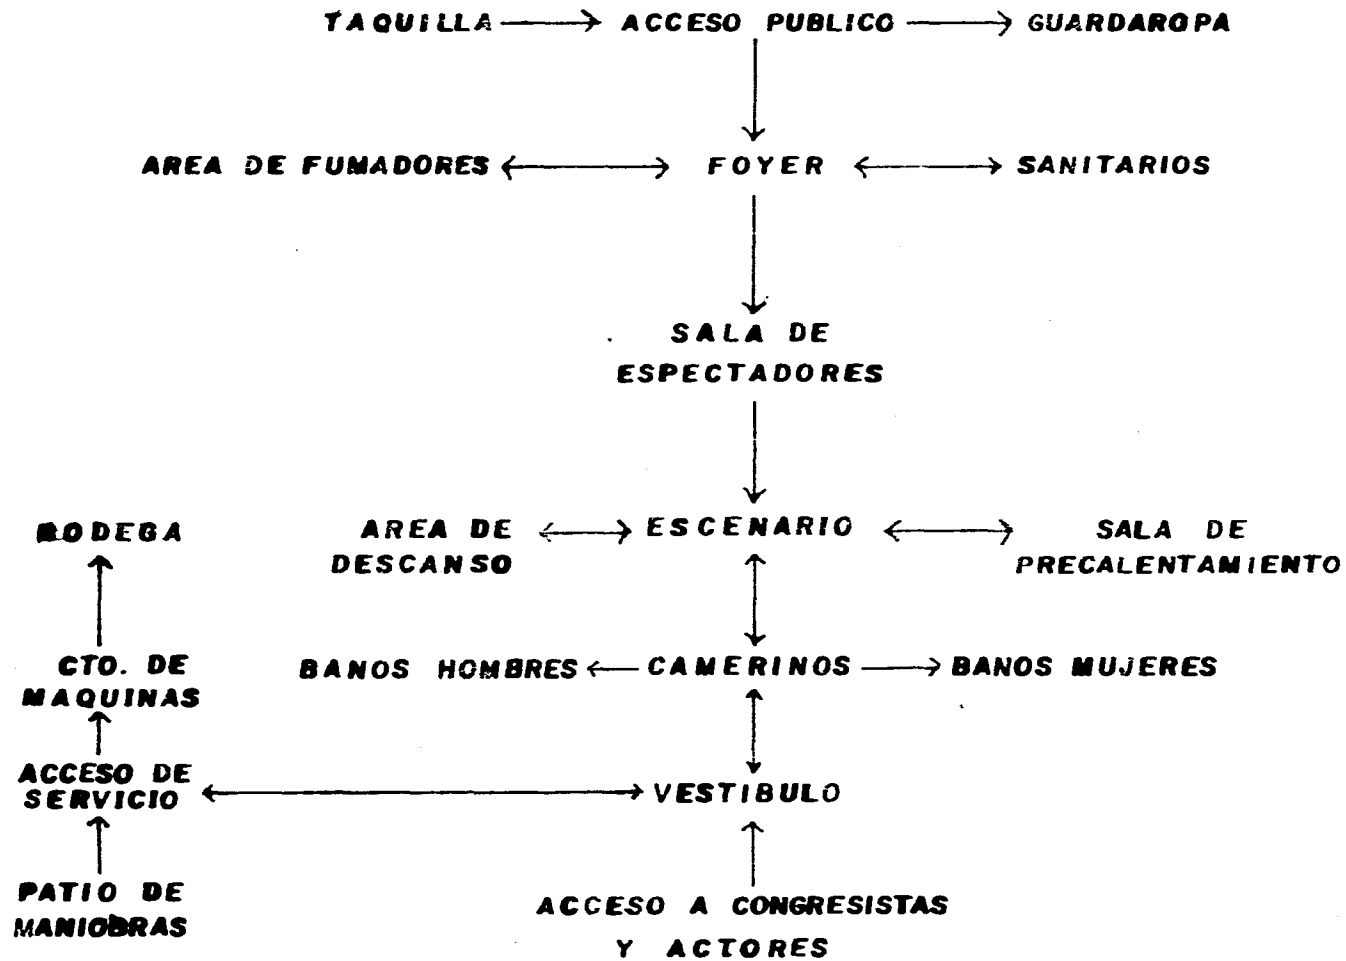 TAQUILLA ACCESO PUBLICO GUARDAROPA
AREA DE FUMADORES FOYER SANITARIOS
SALA DE
ESPECTADORES
BODEGA
AREA DE
DESCANSO
ESCENARIO
SALA DE
PRECALENTAMIENTO
CTO. DE
MAQUINAS
BANOS HOMBRES CAMERINOS BANOS MUJERES
ACCESO DE
SERVICIO
VESTIBULO
PATIO DE
MANIOBRAS
ACCESO A CONGRESISTAS
Y ACTORES